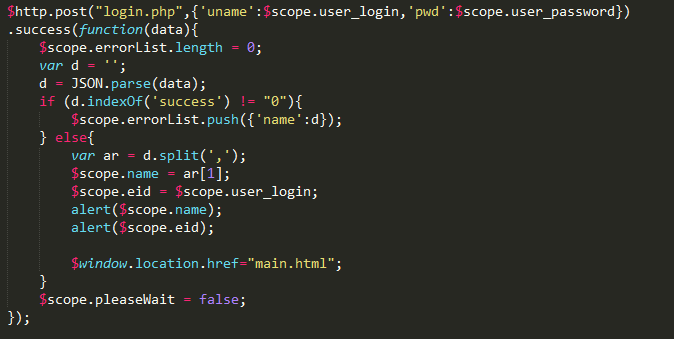 $http.post("login.php",{'uname':$scope.user_login,'pwd':$scope.user_password})
.success(function(data){
    $scope.errorList.length = 0;
    var d = '';
    d = JSON.parse(data);
    if (d.indexOf('success') != "0"){
        $scope.errorList.push({'name':d});
    } else{
        var ar = d.split(',');
        $scope.name = ar[1];
        $scope.eid = $scope.user_login;
        alert($scope.name);
        alert($scope.eid);

        $window.location.href="main.html";
    }
    $scope.pleaseWait = false;
});